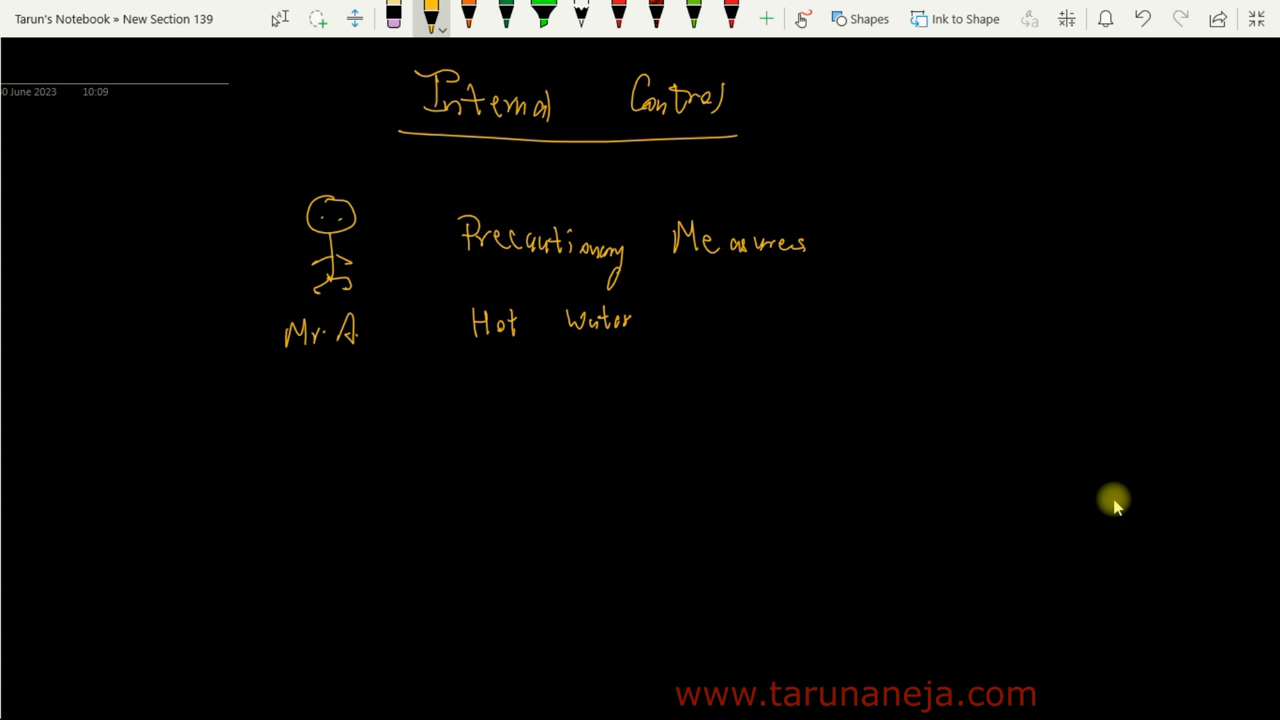 Tarun's Notebook » New Section 139
Shapes
Ink to Shape
0 June 2023 10:09
Internal Control
Precautionary Measures
Mr. A
Hot Water
www.tarunaneja.com